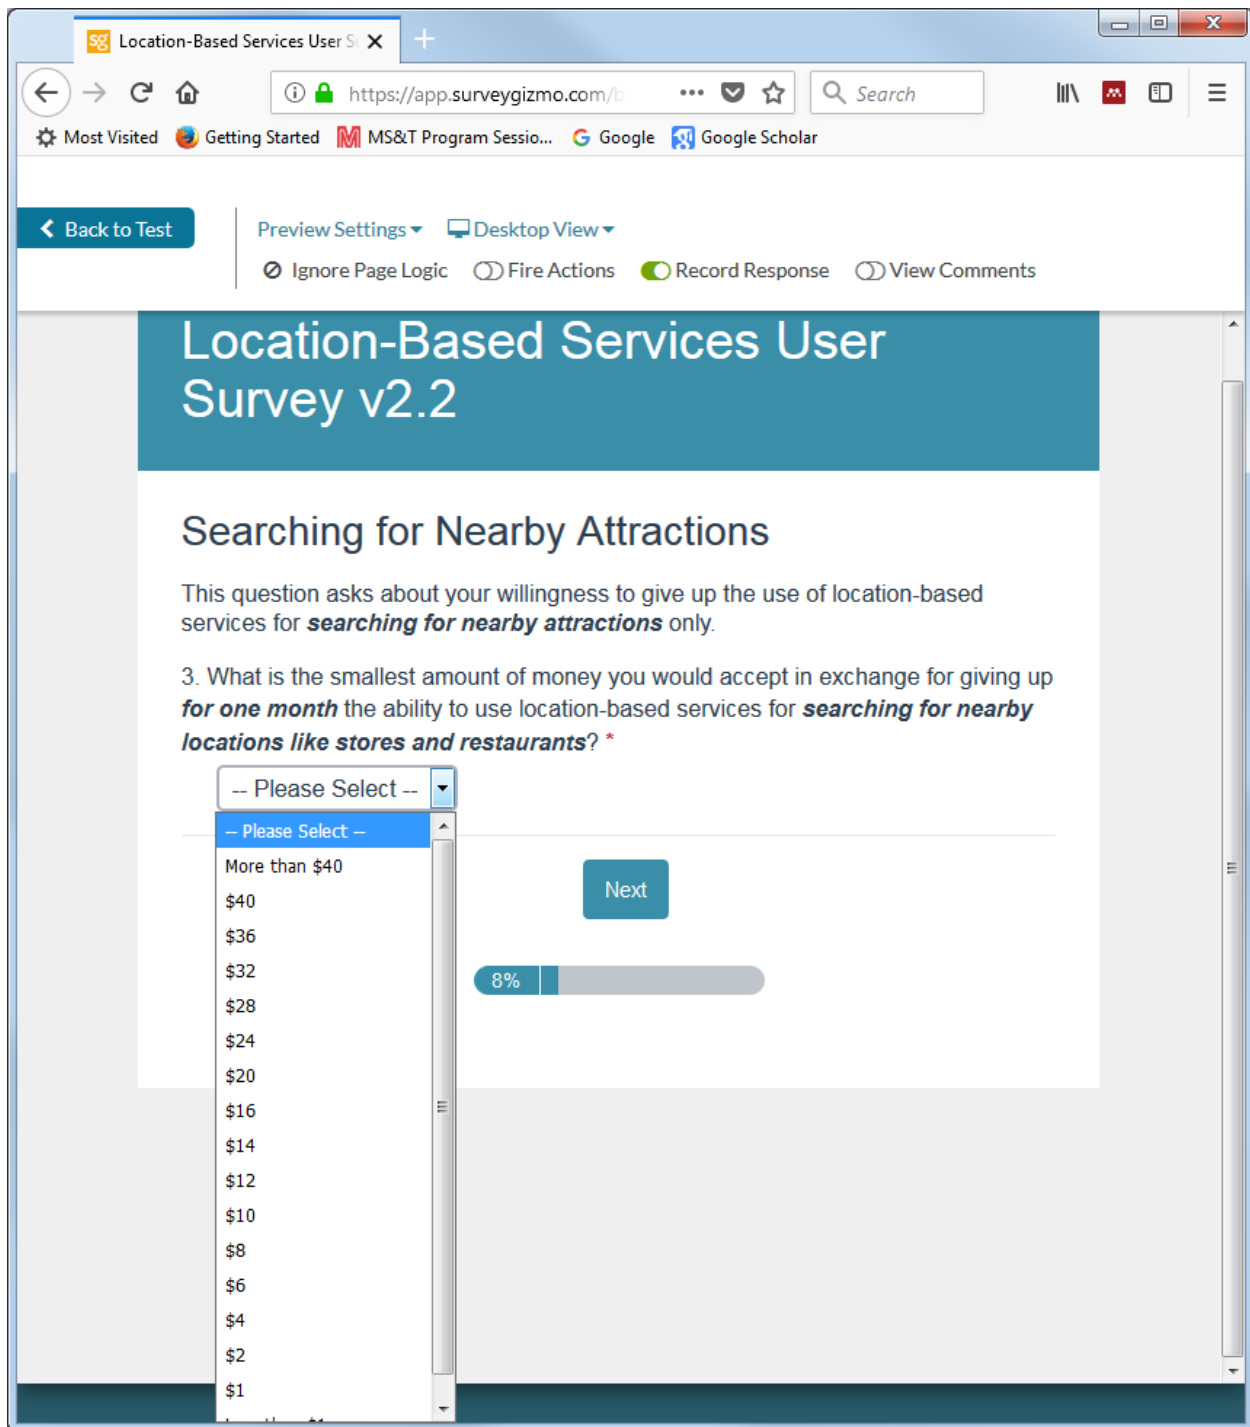 sg Location-Based Services User S
https://app.surveygizmo.com/b
Search
Most Visited Getting Started MS&T Program Sessio... Google Google Scholar
Back to Test
Preview Settings Desktop View
Ignore Page Logic Fire Actions Record Response View Comments
Location-Based Services User
Survey v2.2
Searching for Nearby Attractions
This question asks about your willingness to give up the use of location-based
services for searching for nearby attractions only.
3. What is the smallest amount of money you would accept in exchange for giving up
for one month the ability to use location-based services for searching for nearby
locations like stores and restaurants? *
-- Please Select --
-- Please Select --
More than $40
$40
$36
$32
$28
$24
$20
$16
$14
$12
$10
$8
$6
$4
$2
$1
Next
8%